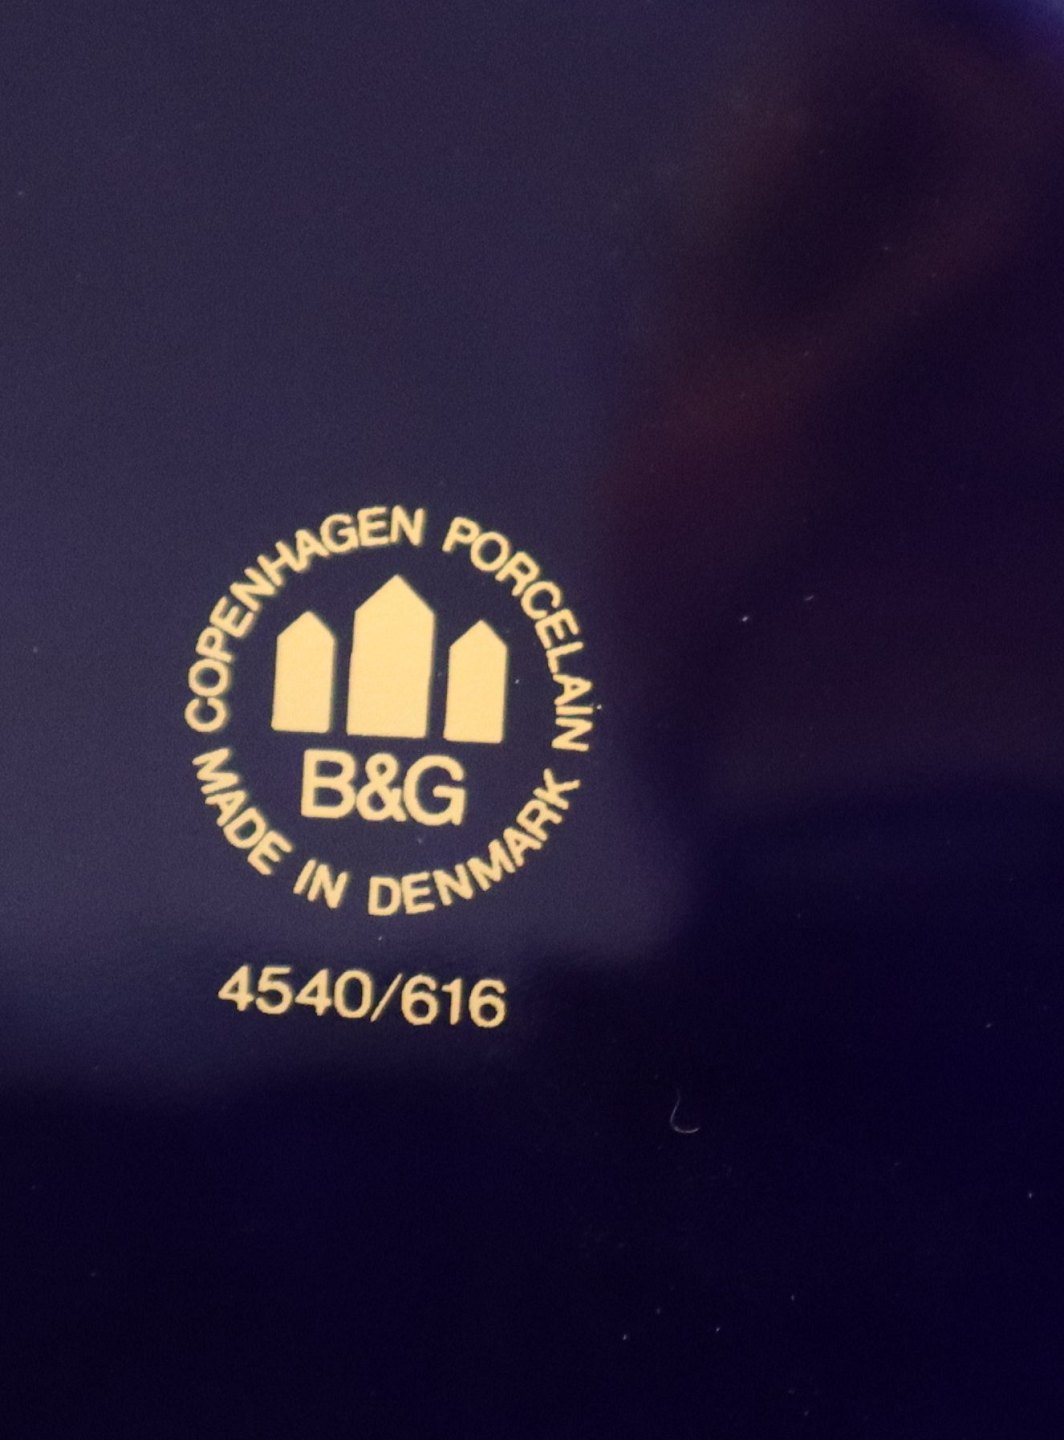 COPENHAGEN PORCELAIN
B&G
MADE IN DENMARK
4540/616